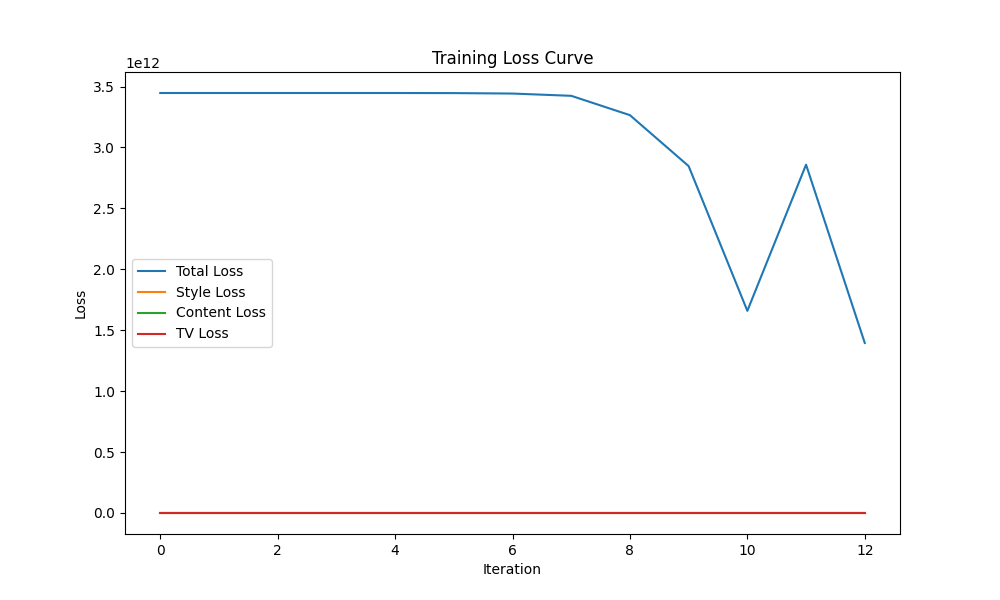 Training Loss Curve
1e12
3.5
3.0
2.5
2.0
1.5
1.0
0.5
0.0
Loss
Total Loss
Style Loss
Content Loss
TV Loss
0 2 4 6 8 10 12
Iteration